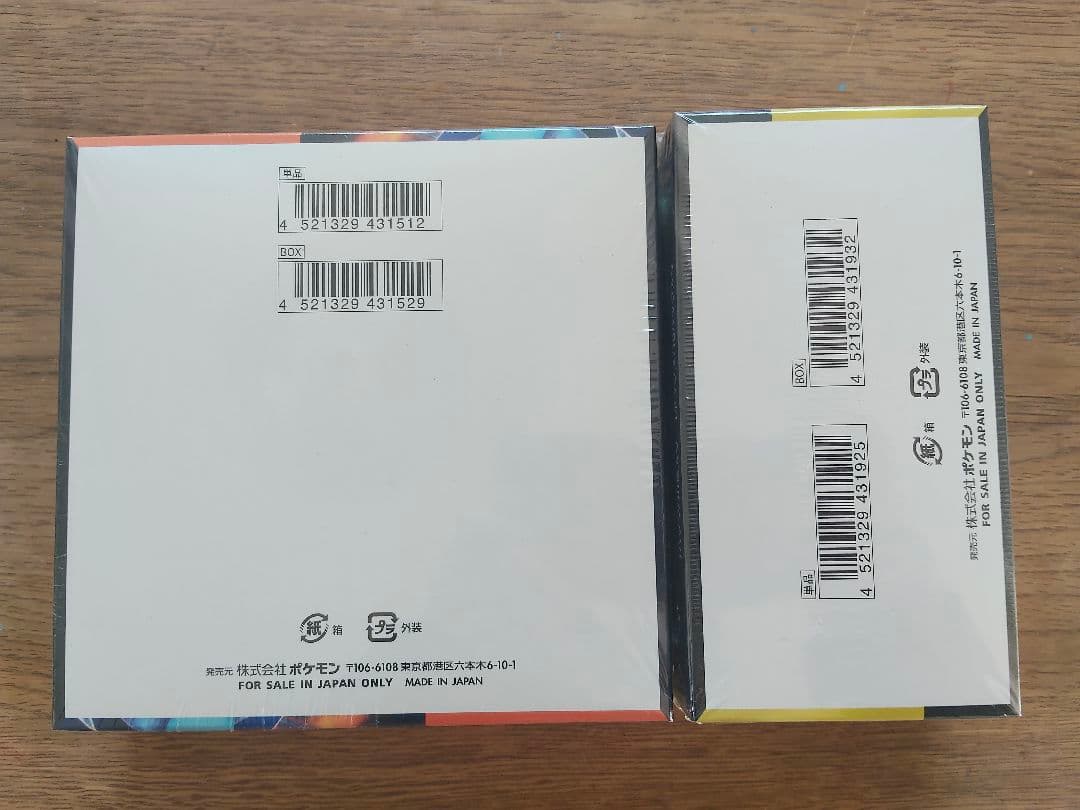 単品
4 521329 431512
BOX
4 521329 431529
紙 箱 プラ 外装
発売元 株式会社 ポケモン 〒106-6108 東京都港区六本木6-10-1
FOR SALE IN JAPAN ONLY MADE IN JAPAN
単品
4 521329 431925
BOX
4 521329 431932
紙 箱 プラ 外装
発売元 株式会社 ポケモン 〒106-6108 東京都港区六本木6-10-1
FOR SALE IN JAPAN ONLY MADE IN JAPAN